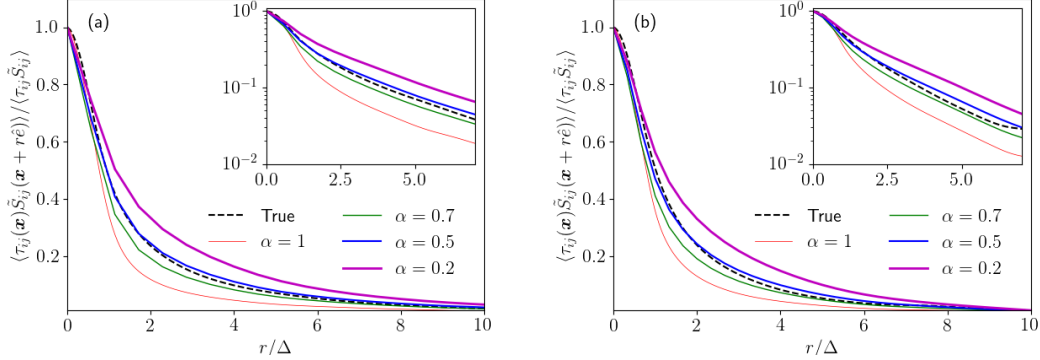 (a)
1.0
0.8
0.6
0.4
0.2
0
2
4
6
8
10
r/Δ
⟨τ_ij(x)S̃_ij(x + rê)⟩/⟨τ_ij S̃_ij⟩
10^0
10^−1
10^−2
0.0
2.5
5.0
True
α = 1
α = 0.7
α = 0.5
α = 0.2
(b)
1.0
0.8
0.6
0.4
0.2
0
2
4
6
8
10
r/Δ
⟨τ_ij(x)S̃_ij(x + rê)⟩/⟨τ_ij S̃_ij⟩
10^0
10^−1
10^−2
0.0
2.5
5.0
True
α = 1
α = 0.7
α = 0.5
α = 0.2